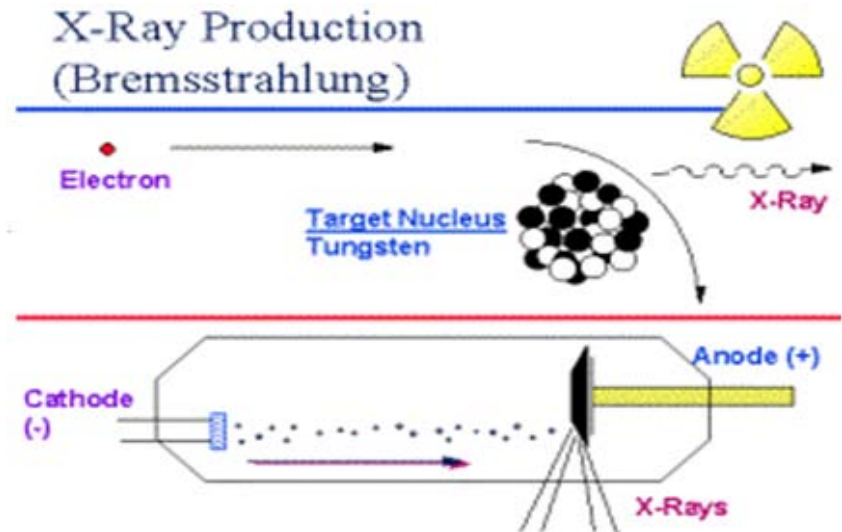 X-Ray Production
(Bremsstrahlung)
Electron
X-Ray
Target Nucleus
Tungsten
Anode (+)
Cathode
(-)
X-Rays